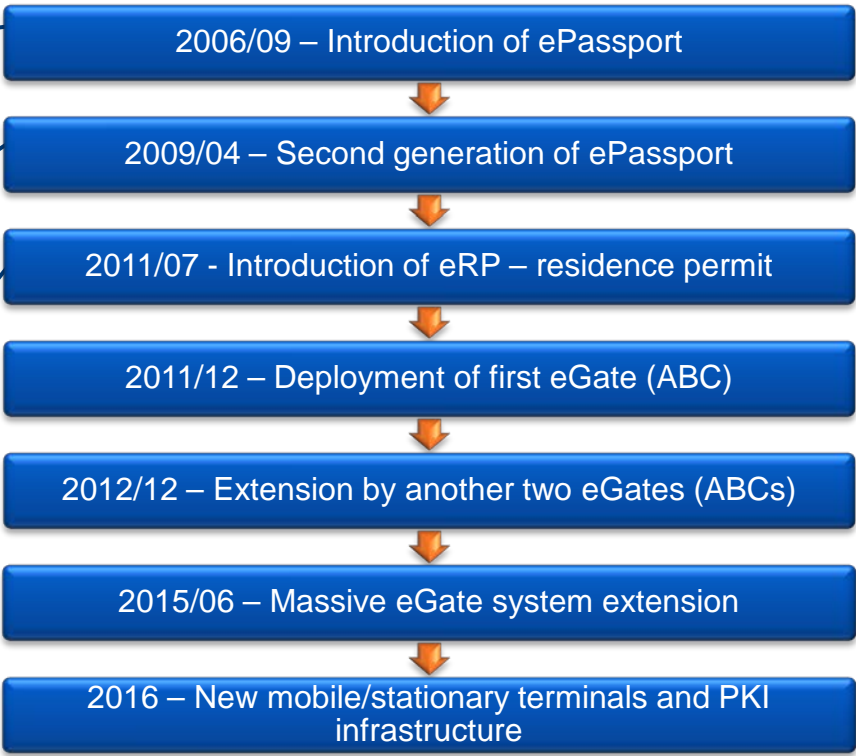 2006/09 – Introduction of ePassport
2009/04 – Second generation of ePassport
2011/07 - Introduction of eRP – residence permit
2011/12 – Deployment of first eGate (ABC)
2012/12 – Extension by another two eGates (ABCs)
2015/06 – Massive eGate system extension
2016 – New mobile/stationary terminals and PKI
infrastructure